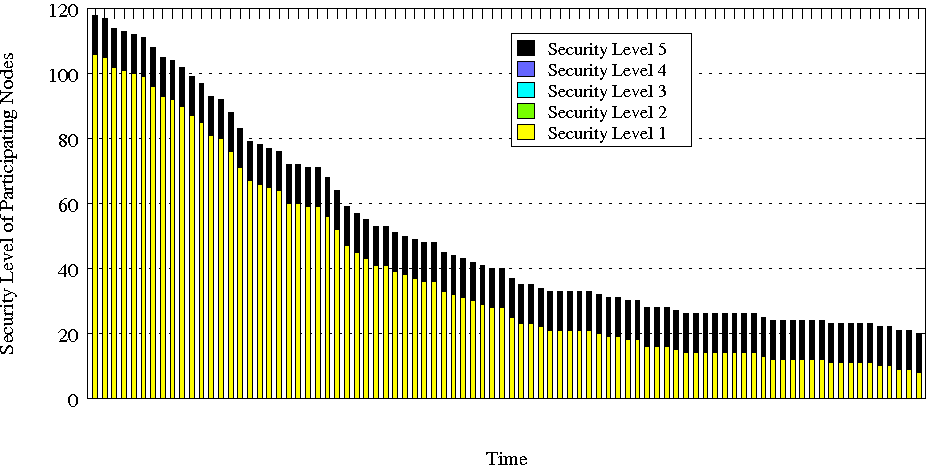 120
100
80
60
40
20
0
Security Level of Participating Nodes
Security Level 5
Security Level 4
Security Level 3
Security Level 2
Security Level 1
Time